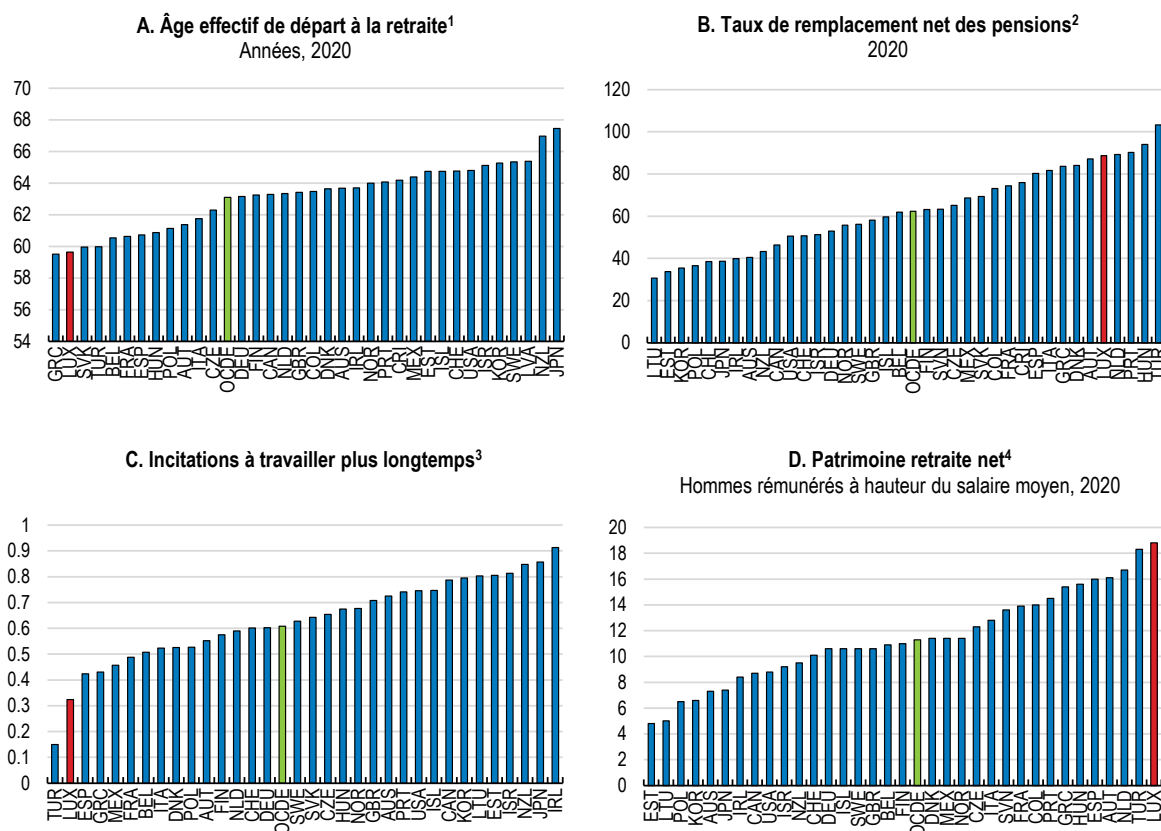 A. Âge effectif de départ à la retraite¹
Années, 2020
70
68
66
64
62
60
58
56
54
GRC
LUX
SVK
TUR
BEL
FRA
ESP
HUN
POL
AUT
ITA
CZE
OCDE
DEU
FIN
CAN
NLD
GBR
COL
DNK
AUS
IRL
NOR
PRT
CRI
MEX
EST
ISL
CHE
USA
ISR
KOR
SWE
LVA
NZL
JPN
B. Taux de remplacement net des pensions²
2020
120
100
80
60
40
20
0
LTU
EST
KOR
POL
CHL
JPN
IRL
AUS
NZL
CAN
USA
CHE
ISR
DEU
NOR
SWE
GBR
ISL
BEL
OCDE
FIN
SVN
CZE
MEX
SVK
COL
FRA
CRI
ESP
ITA
GRC
DNK
AUT
LUX
NLD
PRT
HUN
TUR
C. Incitations à travailler plus longtemps³
1
0.9
0.8
0.7
0.6
0.5
0.4
0.3
0.2
0.1
0
TUR
LUX
ESP
GRC
MEX
FRA
BEL
ITA
DNK
POL
AUT
FIN
NLD
CHE
DEU
OCDE
SWE
SVK
CZE
HUN
NOR
GBR
AUS
PRT
USA
ISL
CAN
KOR
LTU
EST
ISR
NZL
JPN
IRL
D. Patrimoine retraite net⁴
Hommes rémunérés à hauteur du salaire moyen, 2020
20
18
16
14
12
10
8
6
4
2
0
EST
LTU
POL
KOR
AUS
JPN
IRL
CAN
USA
ISR
NZL
CHE
DEU
ISL
SWE
GBR
BEL
FIN
OCDE
DNK
MEX
NOR
CZE
ITA
SVN
FRA
COL
PRT
GRC
HUN
ESP
AUT
NLD
TUR
LUX